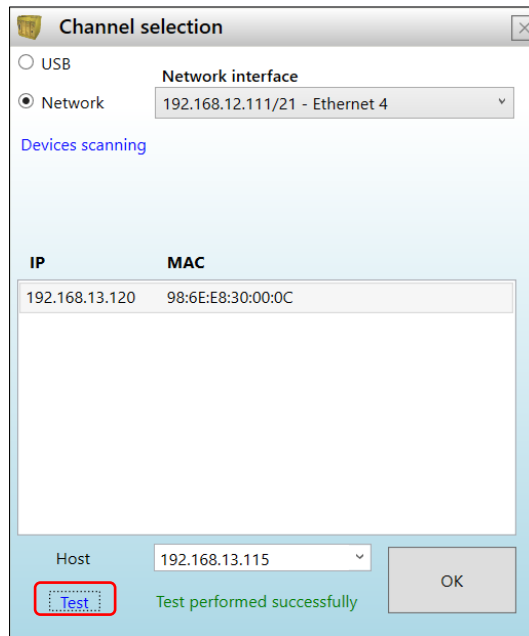 Channel selection
USB
Network interface
Network
192.168.12.111/21 - Ethernet 4
Devices scanning
IP MAC
192.168.13.120 98:6E:E8:30:00:0C
Host 192.168.13.115
OK
Test Test performed successfully